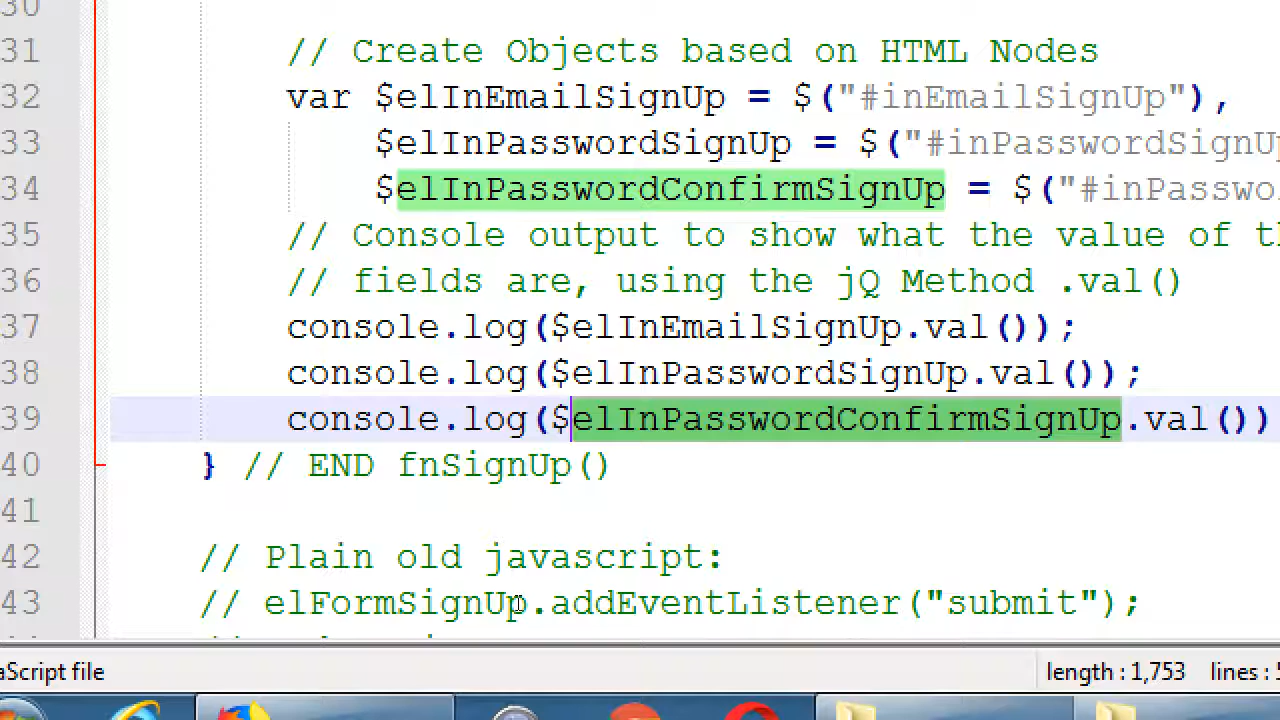 30
31 // Create Objects based on HTML Nodes
32 var $elInEmailSignUp = $("#inEmailSignUp"),
33 $elInPasswordSignUp = $("#inPasswordSignUp
34 $elInPasswordConfirmSignUp = $("#inPasswo
35 // Console output to show what the value of th
36 // fields are, using the jQ Method .val()
37 console.log($elInEmailSignUp.val());
38 console.log($elInPasswordSignUp.val());
39 console.log($elInPasswordConfirmSignUp.val())
40 } // END fnSignUp()
41
42 // Plain old javascript:
43 // elFormSignUp.addEventListener("submit");
aScript file length : 1,753 lines : 5